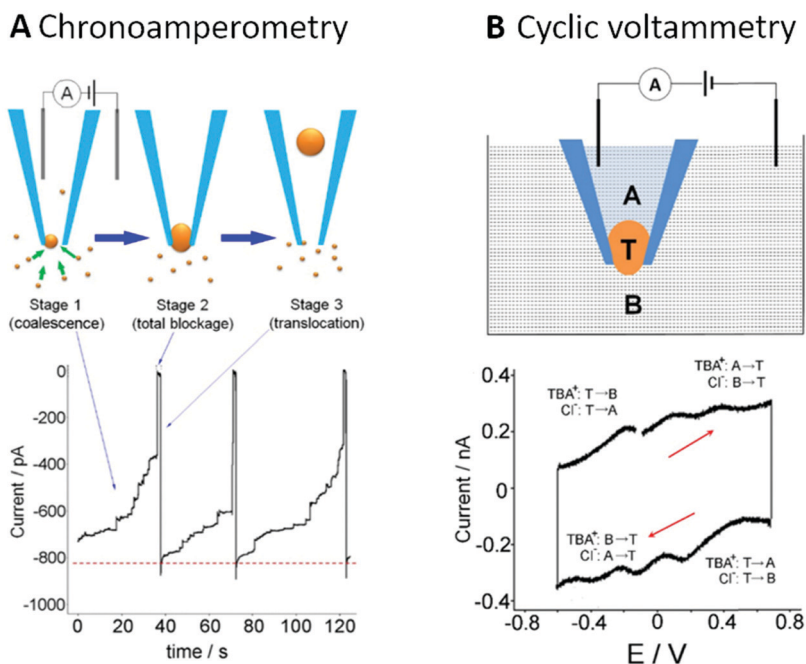 A Chronoamperometry
A
Stage 1
(coalescence)
Stage 2
(total blockage)
Stage 3
(translocation)
Current / pA
0
-200
-400
-600
-800
-1000
0 20 40 60 80 100 120
time / s
B Cyclic voltammetry
A
A
T
B
Current / nA
0.4
0.2
0
-0.2
-0.4
TBA⁺: T→B
Cl⁻: T→A
TBA⁺: A→T
Cl⁻: B→T
TBA⁺: B→T
Cl⁻: A→T
TBA⁺: T→A
Cl⁻: T→B
-0.8 -0.4 0 0.4 0.8
E / V